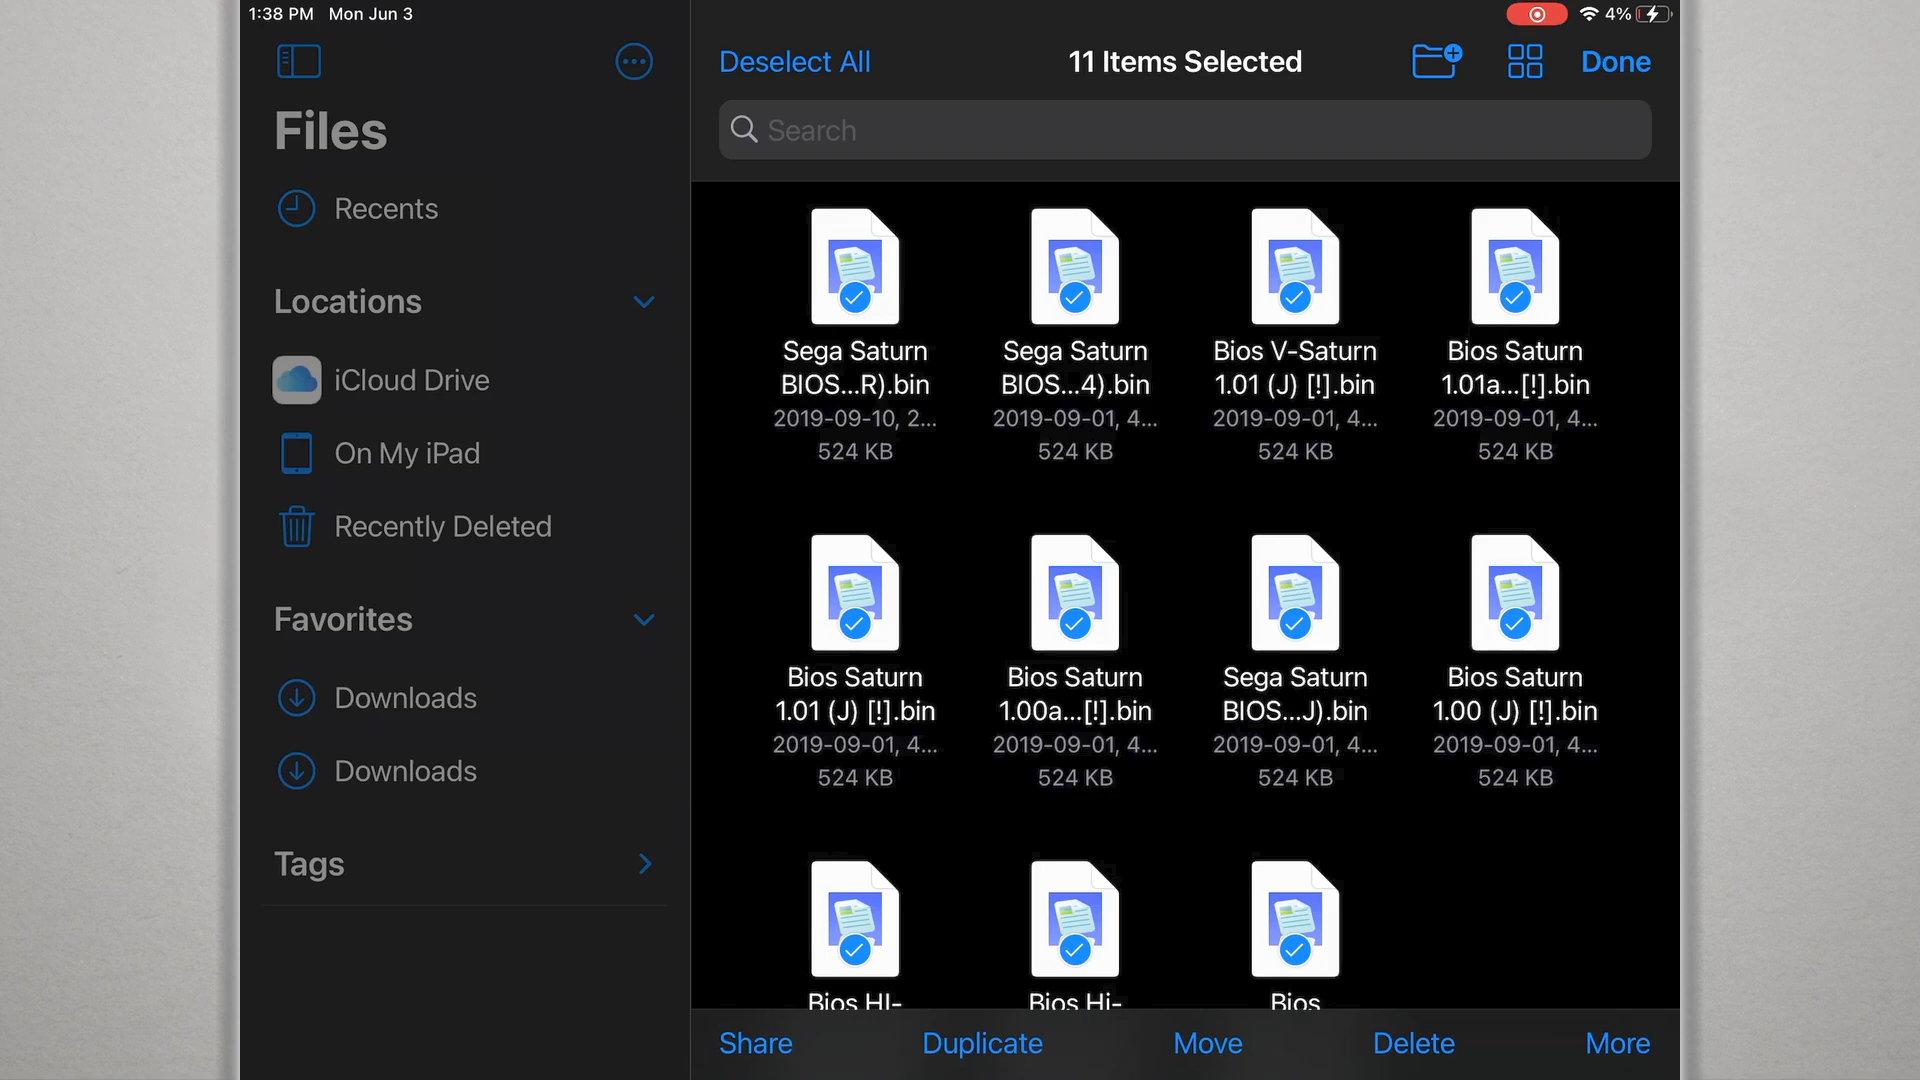 1:38 PM Mon Jun 3
4%
Files
Recents
Locations
iCloud Drive
On My iPad
Recently Deleted
Favorites
Downloads
Downloads
Tags
Deselect All
11 Items Selected
Done
Search
Sega Saturn
BIOS...R).bin
2019-09-10, 2...
524 KB
Sega Saturn
BIOS...4).bin
2019-09-01, 4...
524 KB
Bios V-Saturn
1.01 (J) [!].bin
2019-09-01, 4...
524 KB
Bios Saturn
1.01a...[!].bin
2019-09-01, 4...
524 KB
Bios Saturn
1.01 (J) [!].bin
2019-09-01, 4...
524 KB
Bios Saturn
1.00a...[!].bin
2019-09-01, 4...
524 KB
Sega Saturn
BIOS...J).bin
2019-09-01, 4...
524 KB
Bios Saturn
1.00 (J) [!].bin
2019-09-01, 4...
524 KB
Bios HI-
Bios Hi-
Bios
Share
Duplicate
Move
Delete
More